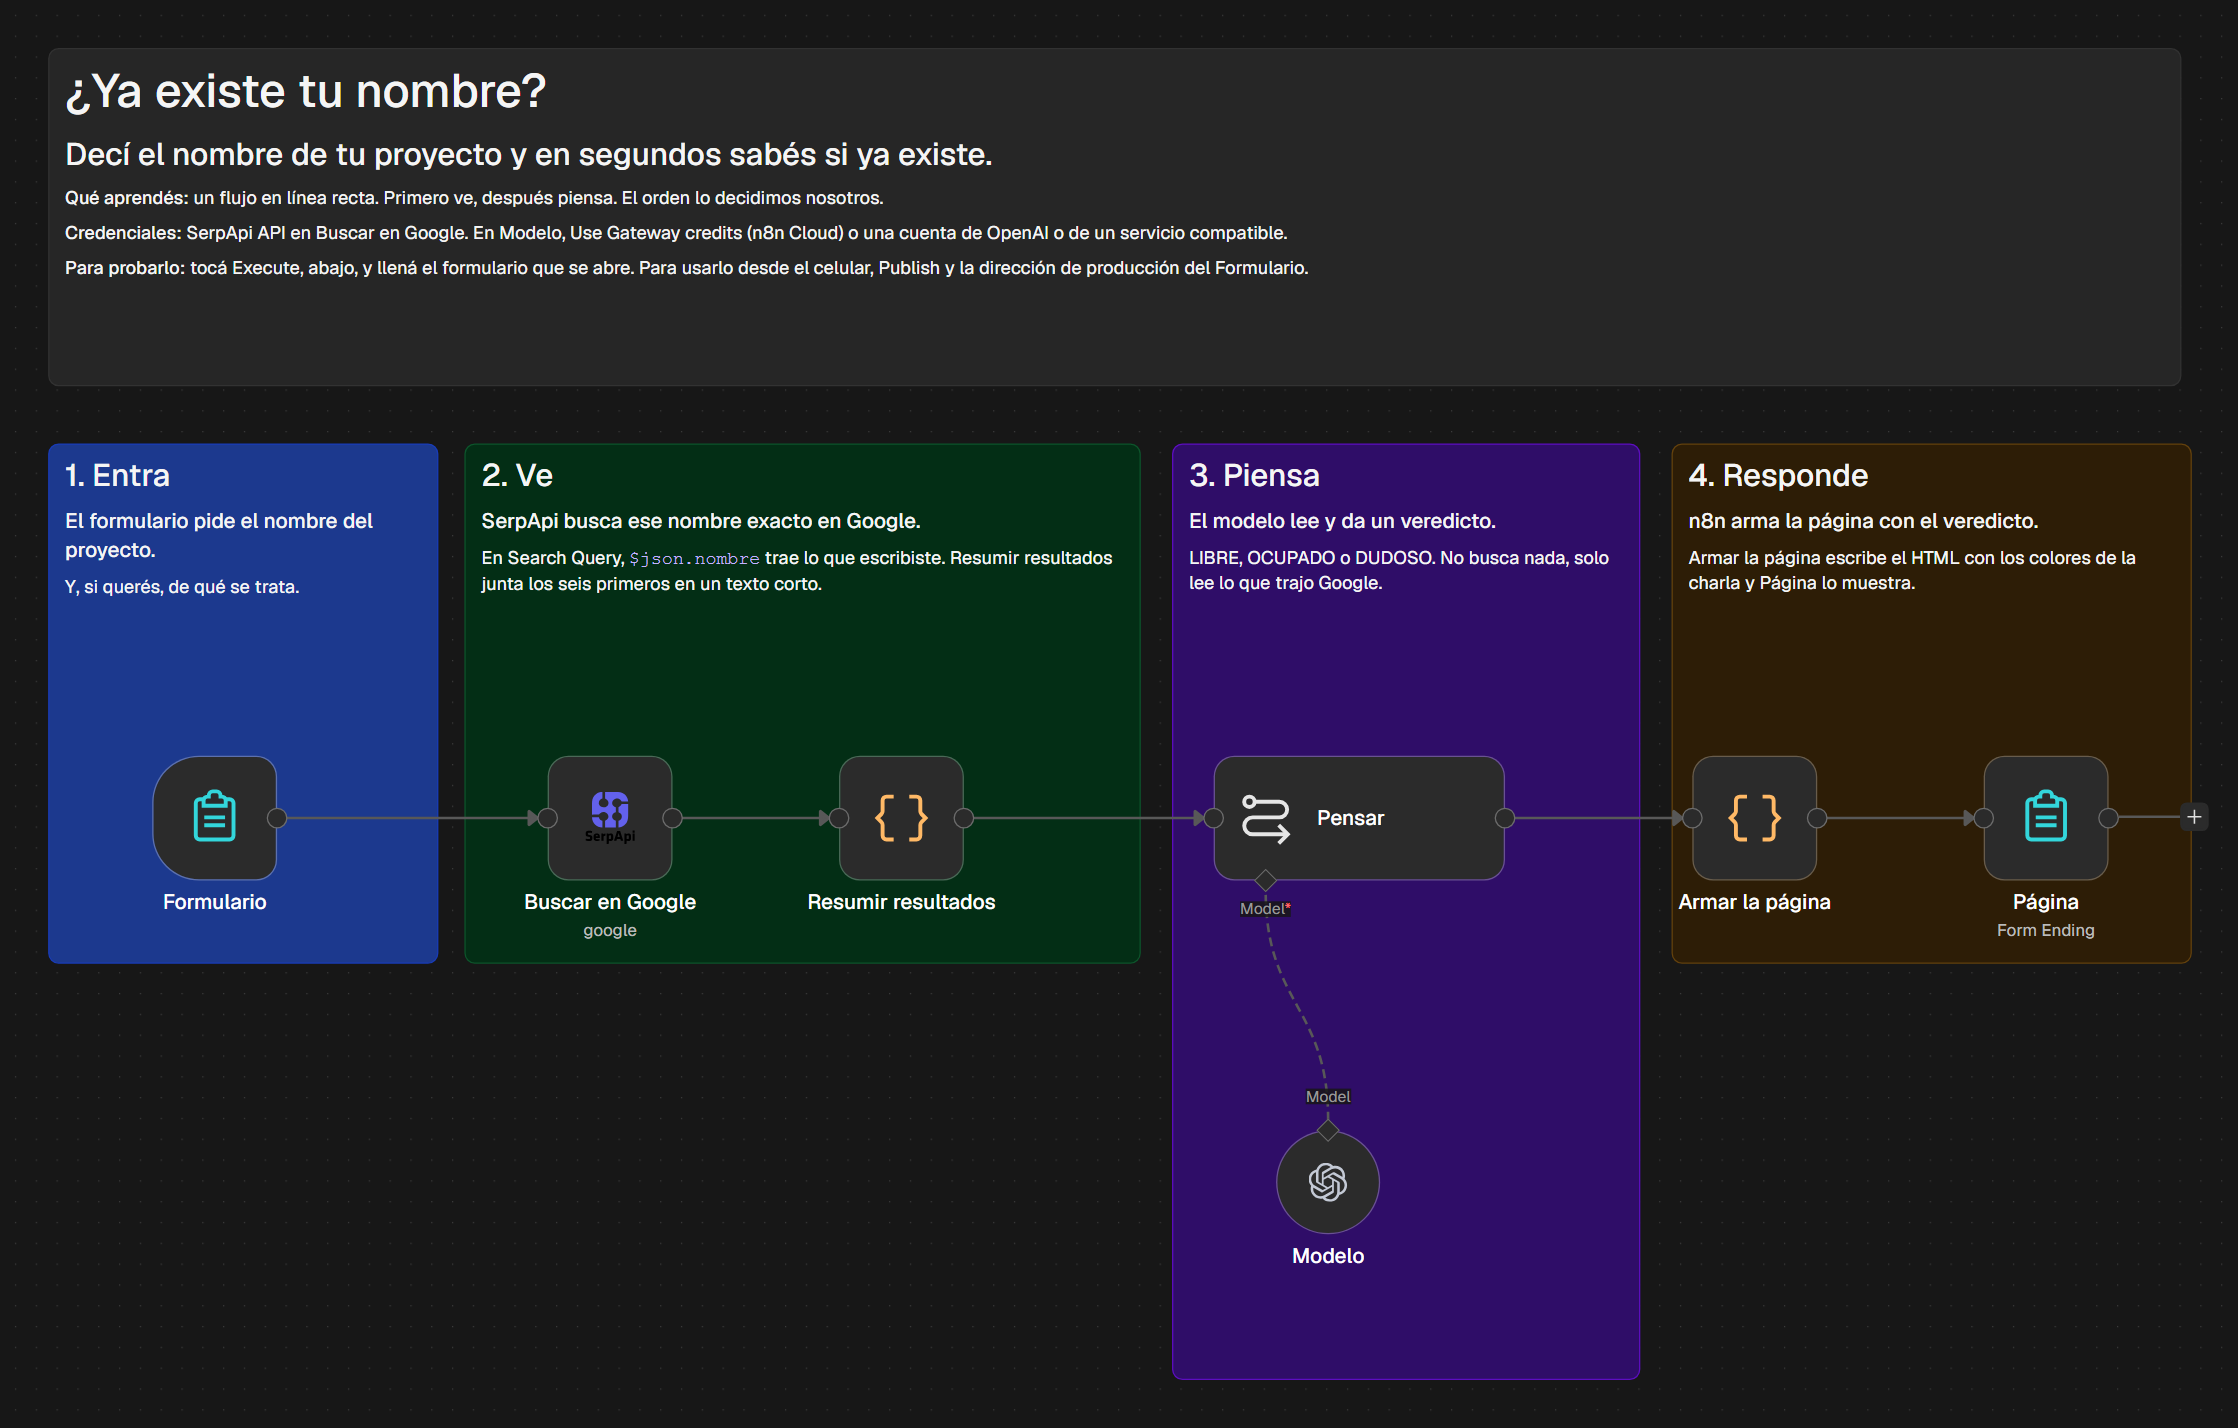 ¿Ya existe tu nombre?
Decí el nombre de tu proyecto y en segundos sabés si ya existe.
Qué aprendés: un flujo en línea recta. Primero ve, después piensa. El orden lo decidimos nosotros.
Credenciales: SerpApi API en Buscar en Google. En Modelo, Use Gateway credits (n8n Cloud) o una cuenta de OpenAI o de un servicio compatible.
Para probarlo: tocá Execute, abajo, y llená el formulario que se abre. Para usarlo desde el celular, Publish y la dirección de producción del Formulario.
1. Entra
El formulario pide el nombre del
proyecto.
Y, si querés, de qué se trata.
Formulario
2. Ve
SerpApi busca ese nombre exacto en Google.
En Search Query, $json.nombre trae lo que escribiste. Resumir resultados
junta los seis primeros en un texto corto.
SerpApi
Buscar en Google
google
Resumir resultados
3. Piensa
El modelo lee y da un veredicto.
LIBRE, OCUPADO o DUDOSO. No busca nada, solo
lee lo que trajo Google.
Pensar
Model*
Model
Modelo
4. Responde
n8n arma la página con el veredicto.
Armar la página escribe el HTML con los colores de la
charla y Página lo muestra.
Armar la página
Página
Form Ending